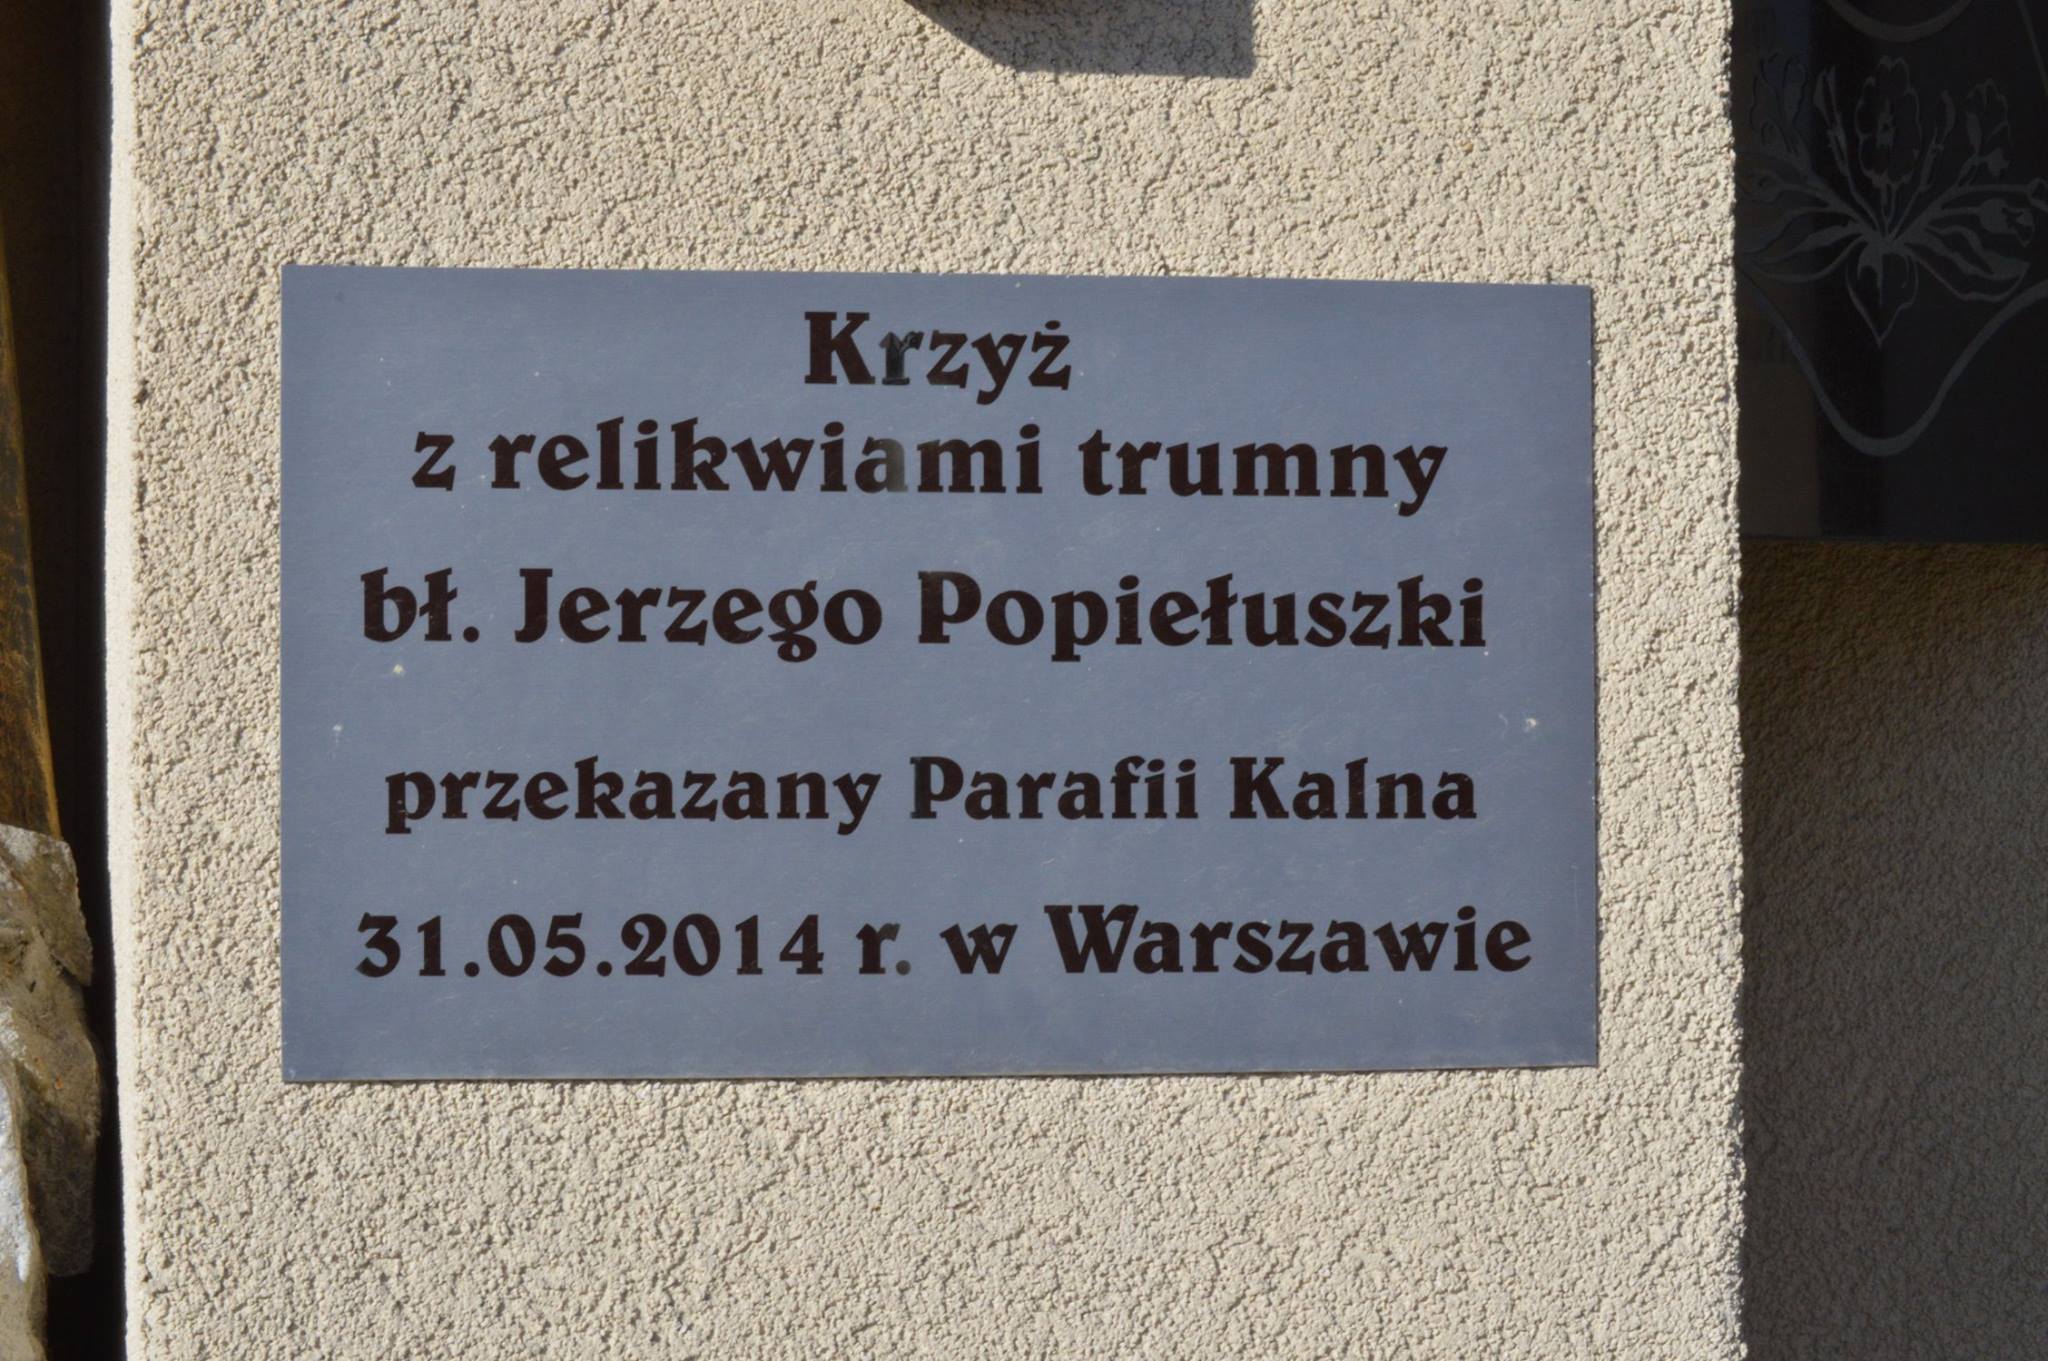 Krzyż
z relikwiami trumny
bł. Jerzego Popiełuszki
przekazany Parafii Kalna
31.05.2014 r. w Warszawie